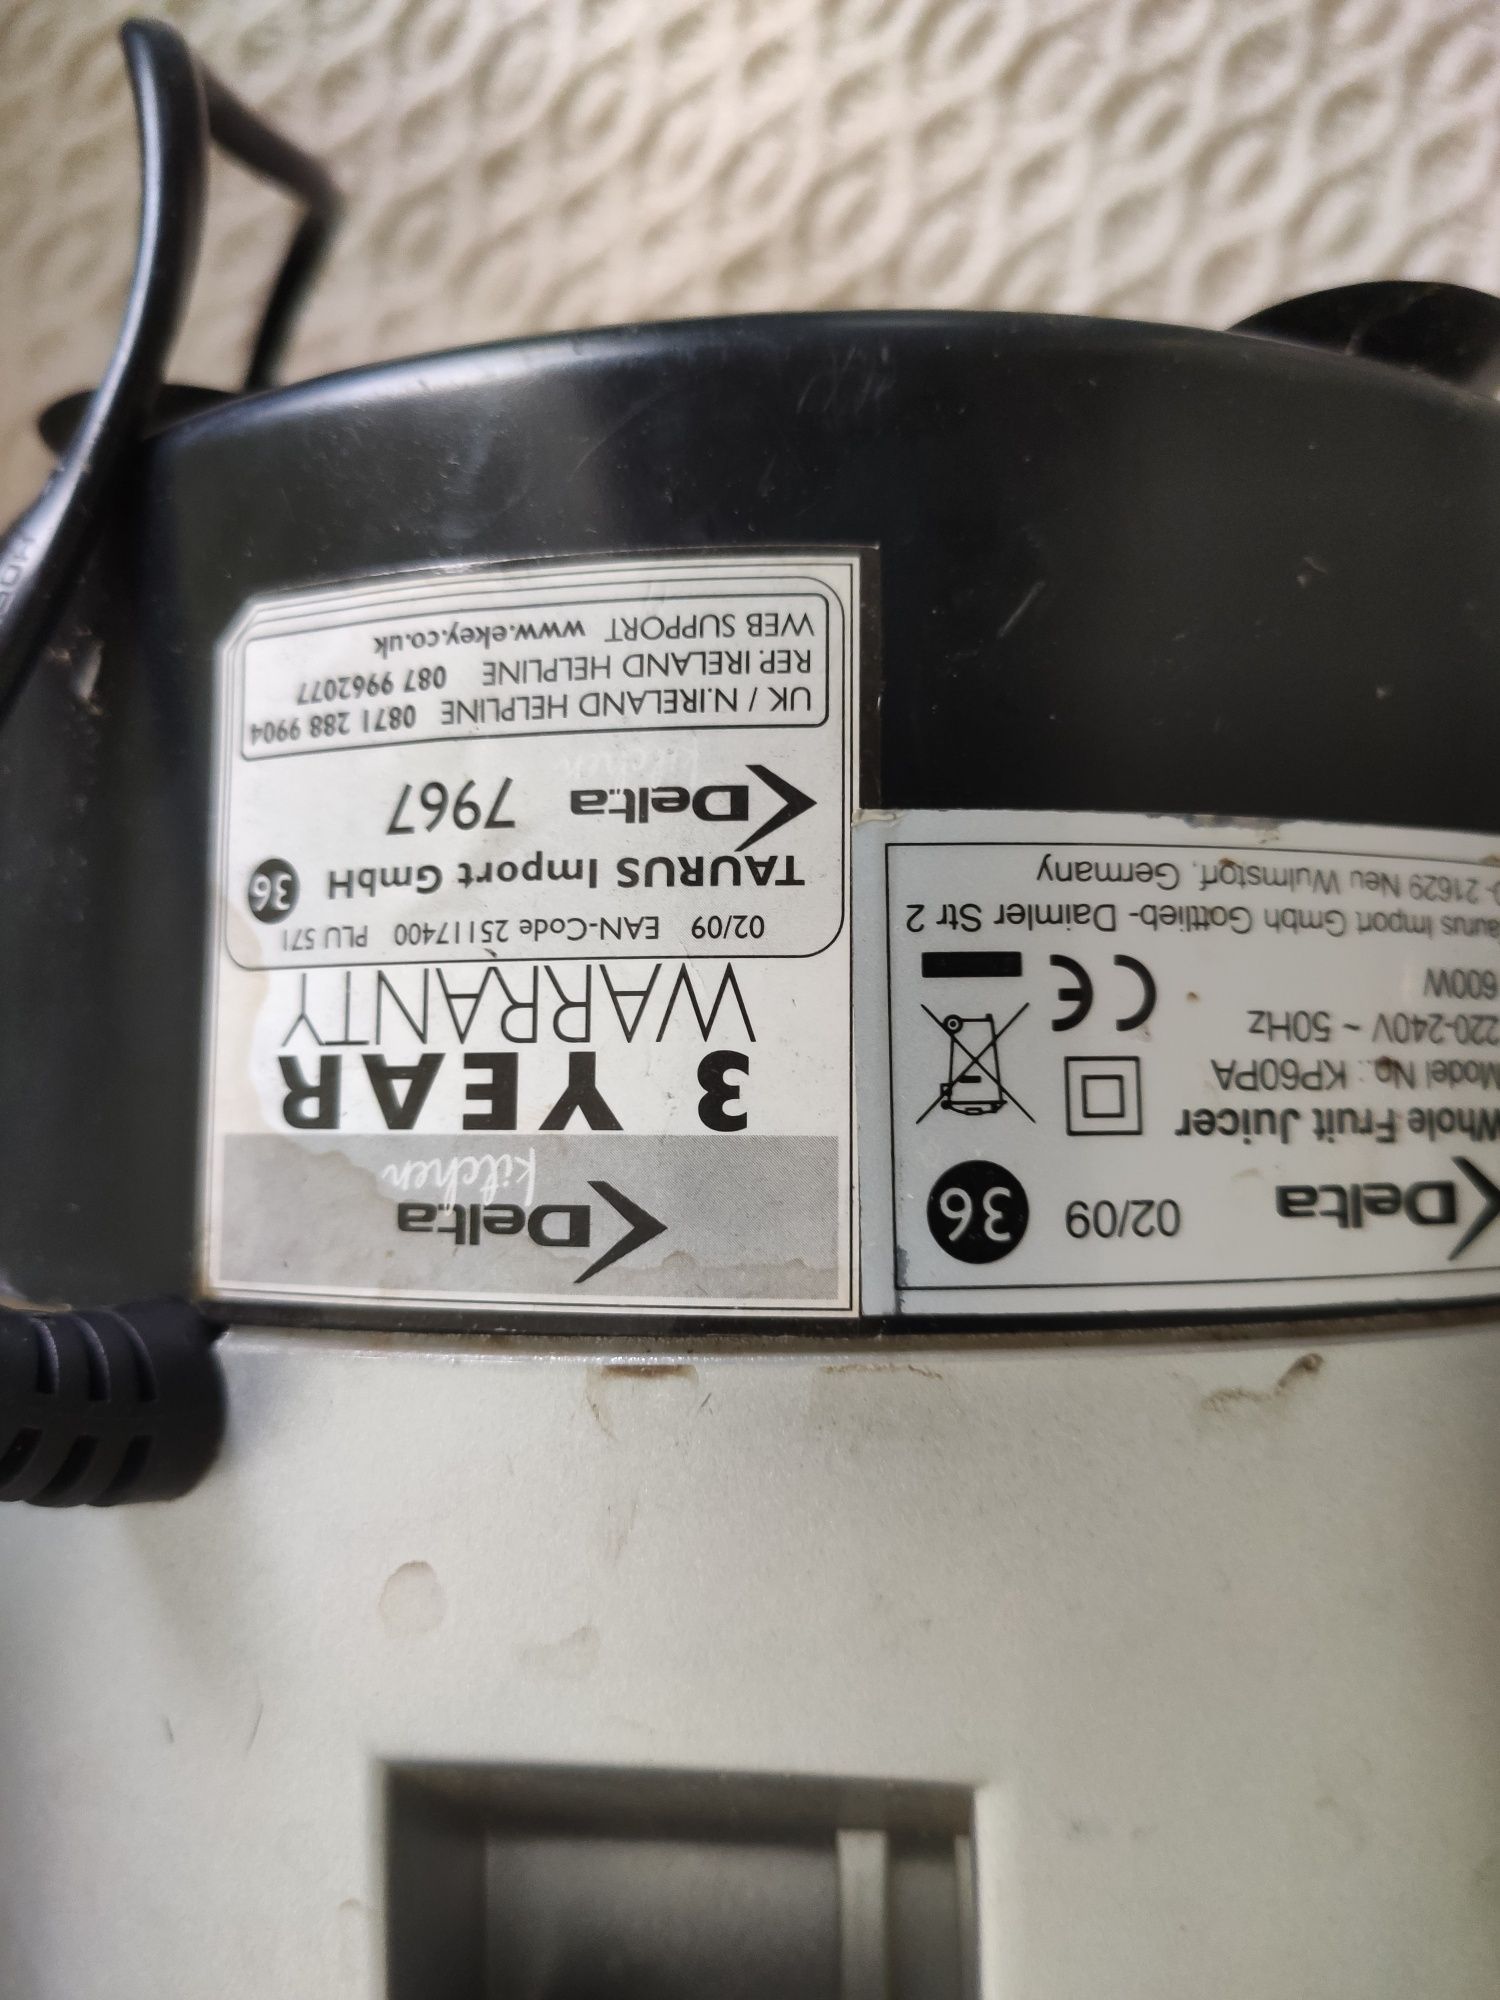 Delta
kitchen
3 YEAR
WARRANTY
02/09 EAN-Code 25117400 PLU 571
TAURUS Import GmbH 36
Delta 7967
kitchen
UK / N.IRELAND HELPLINE 0871 288 9904
REP. IRELAND HELPLINE 087 9962077
WEB SUPPORT www.ekey.co.uk
Delta 02/09 36
Whole Fruit Juicer
Model No.: KP60PA
220-240V ~ 50Hz
600W
CE
aurus Import Gmbh Gottlieb- Daimler Str 2
- 21629 Neu Wulmstorf, Germany